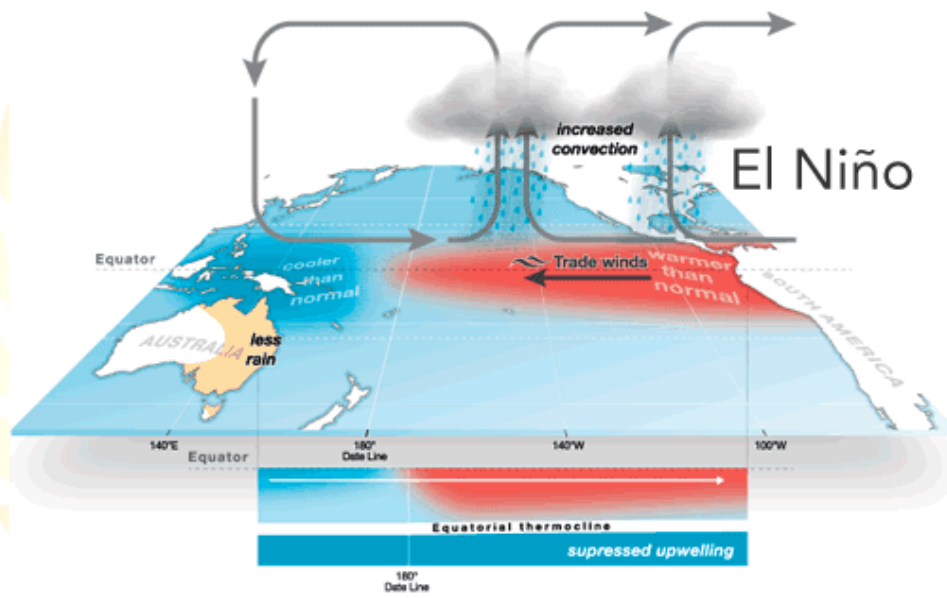 increased
convection
El Niño
Equator
cooler
than
normal
Trade winds
warmer
than
normal
AUSTRALIA
less
rain
SOUTH AMERICA
140°E
180°
Date Line
140°W
100°W
Equator
Equatorial thermocline
supressed upwelling
180°
Date Line